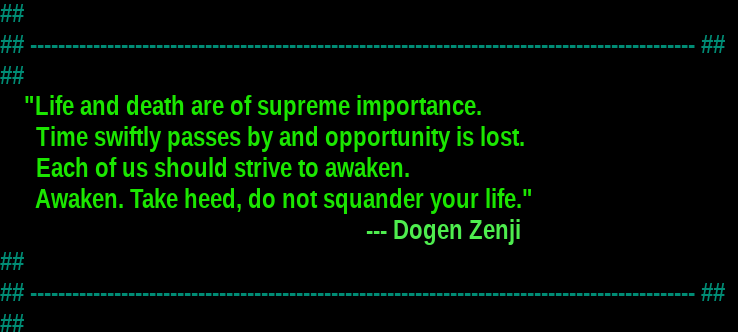 ##
## ----------------------------------------------------------------------------------------------- ##
##
"Life and death are of supreme importance.
Time swiftly passes by and opportunity is lost.
Each of us should strive to awaken.
Awaken. Take heed, do not squander your life."
--- Dogen Zenji
##
## ----------------------------------------------------------------------------------------------- ##
##